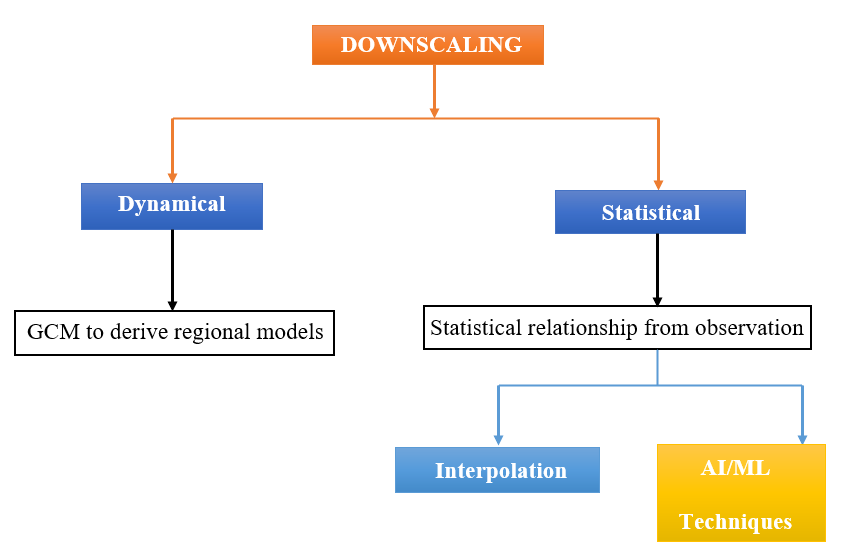 DOWNSCALING
Dynamical
Statistical
GCM to derive regional models
Statistical relationship from observation
Interpolation
AI/ML
Techniques